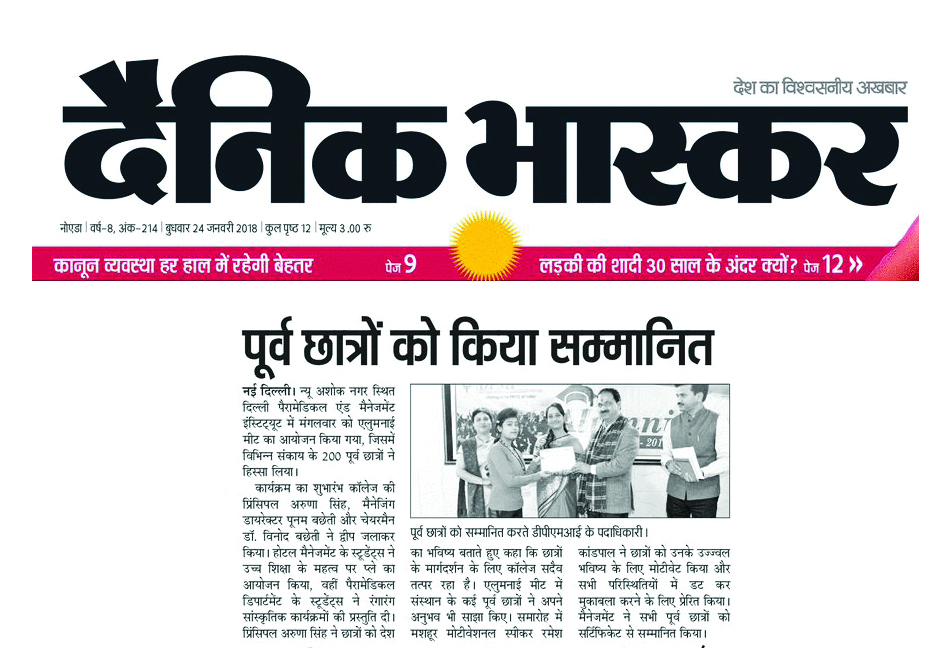 देश का विश्वसनीय अखबार
दैनिक भास्कर
नोएडा | वर्ष-8, अंक-214 | बुधवार 24 जनवरी 2018 | कुल पृष्ठ 12 | मूल्य 3.00 रु
कानून व्यवस्था हर हाल में रहेगी बेहतर पेज 9
लड़की की शादी 30 साल के अंदर क्यों? पेज 12 »
पूर्व छात्रों को किया सम्मानित
नई दिल्ली। न्यू अशोक नगर स्थित
दिल्ली पैरामेडिकल एंड मैनेजमेंट
इंस्टिट्यूट में मंगलवार को एलुमनाई
मीट का आयोजन किया गया, जिसमें
विभिन्न संकाय के 200 पूर्व छात्रों ने
हिस्सा लिया।
कार्यक्रम का शुभारंभ कॉलेज की
प्रिंसिपल अरुणा सिंह, मैनेजिंग
डायरेक्टर पूनम बछेती और चेयरमैन
डॉ. विनोद बछेती ने द्वीप जलाकर
किया। होटल मैनेजमेंट के स्टूडेंट्स ने
उच्च शिक्षा के महत्व पर प्ले का
आयोजन किया, वहीं पैरामेडिकल
डिपार्टमेंट के स्टूडेंट्स ने रंगारंग
सांस्कृतिक कार्यक्रमों की प्रस्तुति दी।
प्रिंसिपल अरुणा सिंह ने छात्रों को देश
पूर्व छात्रों को सम्मानित करते डीपीएमआई के पदाधिकारी।
का भविष्य बताते हुए कहा कि छात्रों
के मार्गदर्शन के लिए कॉलेज सदैव
तत्पर रहा है। एलुमनाई मीट में
संस्थान के कई पूर्व छात्रों ने अपने
अनुभव भी साझा किए। समारोह में
मशहूर मोटीवेशनल स्पीकर रमेश
कांडपाल ने छात्रों को उनके उज्ज्वल
भविष्य के लिए मोटीवेट किया और
सभी परिस्थितियों में डट कर
मुकाबला करने के लिए प्रेरित किया।
मैनेजमेंट ने सभी पूर्व छात्रों को
सर्टिफिकेट से सम्मानित किया।